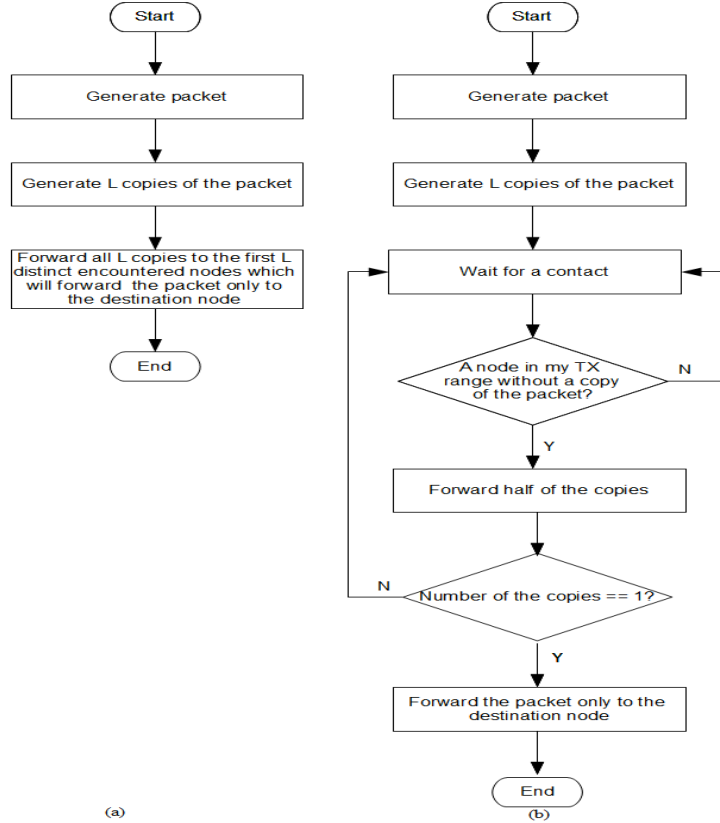 Start
Generate packet
Generate L copies of the packet
Forward all L copies to the first L
distinct encountered nodes which
will forward the packet only to
the destination node
End
(a)
Start
Generate packet
Generate L copies of the packet
Wait for a contact
A node in my TX
range without a copy
of the packet?
N
Y
Forward half of the copies
Number of the copies == 1?
N
Y
Forward the packet only to the
destination node
End
(b)